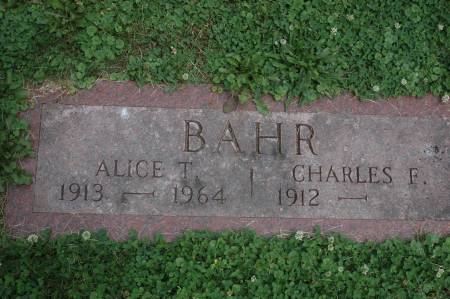 BAHR
ALICE T. CHARLES F.
1913 — 1964 1912 —